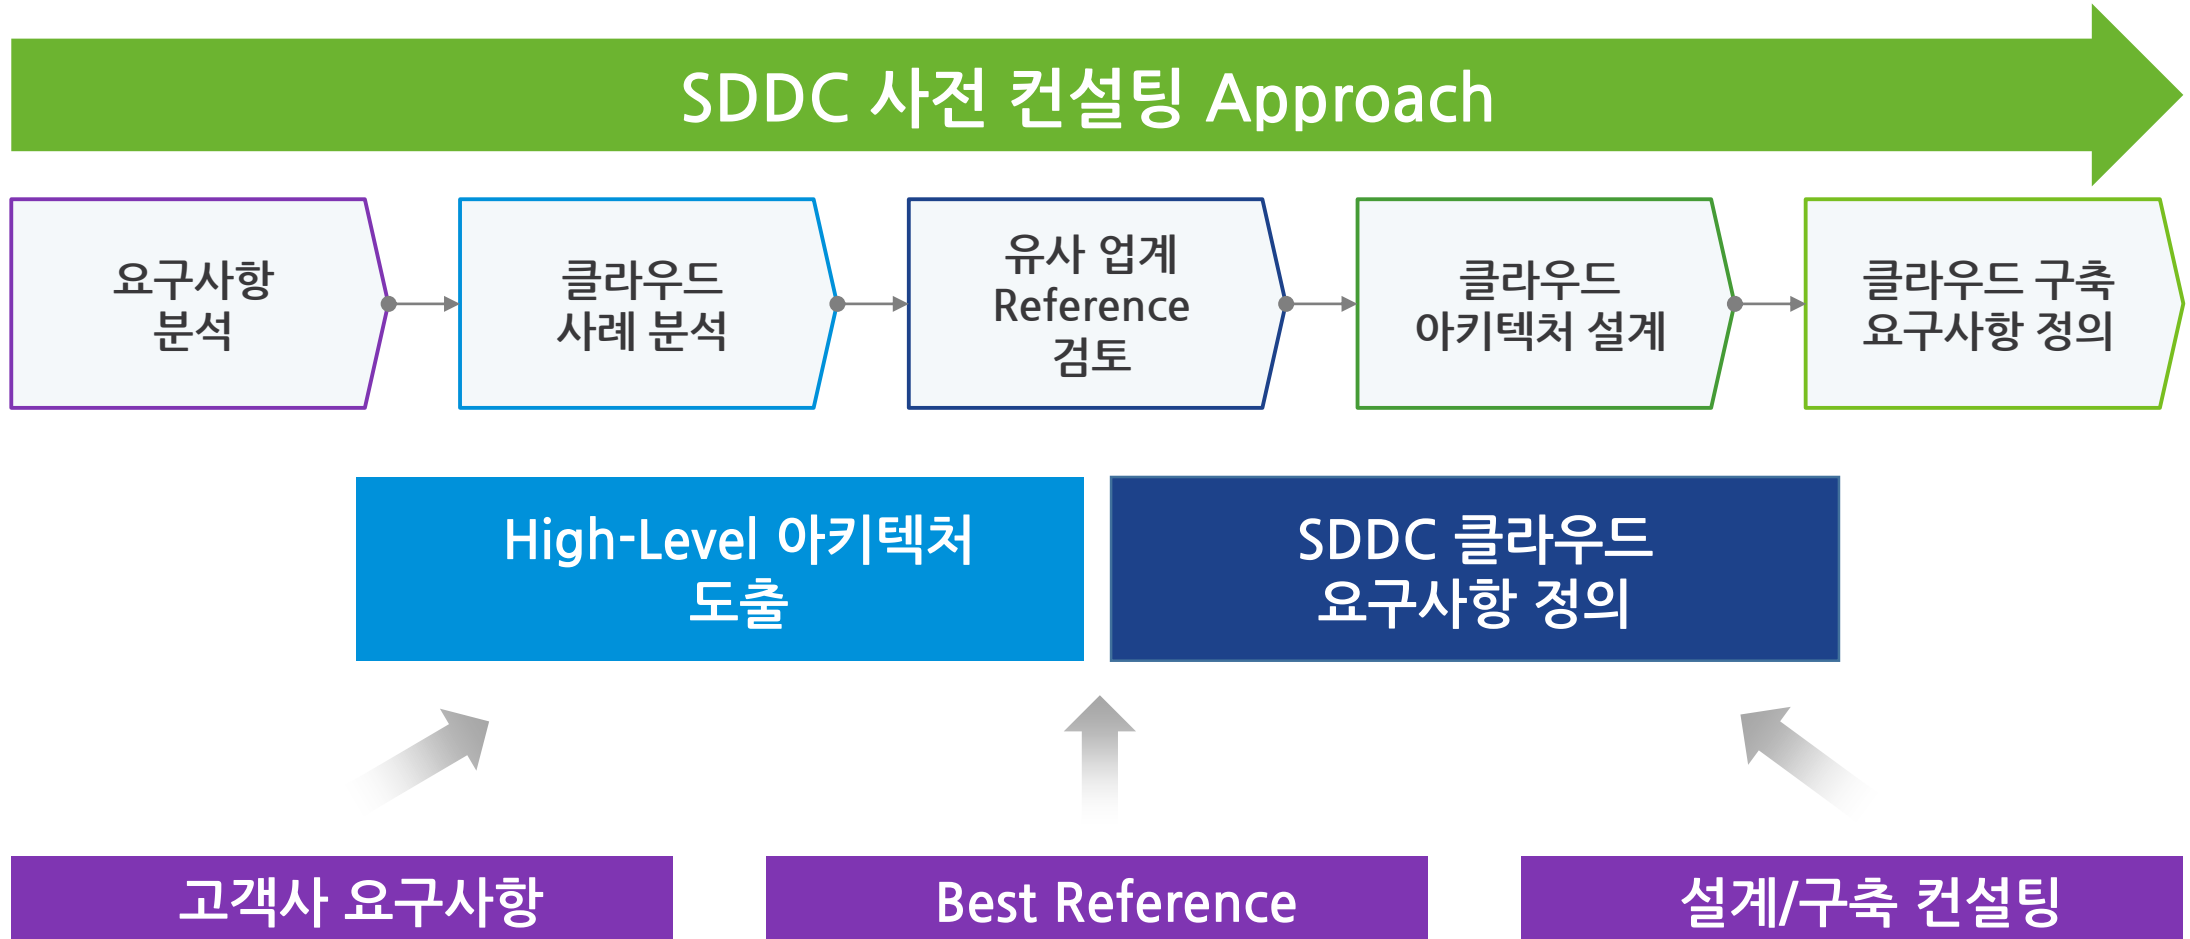 SDDC 사전 컨설팅 Approach
요구사항
분석
클라우드
사례 분석
유사 업계
Reference
검토
클라우드
아키텍처 설계
클라우드 구축
요구사항 정의
High-Level 아키텍처
도출
SDDC 클라우드
요구사항 정의
고객사 요구사항
Best Reference
설계/구축 컨설팅